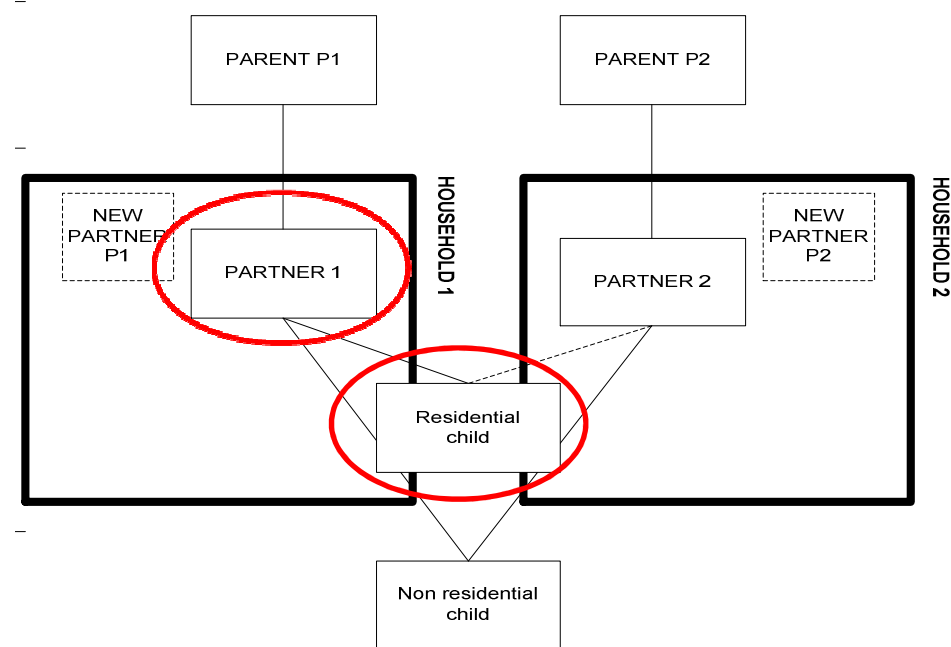 PARENT P1
PARENT P2
HOUSEHOLD 1
HOUSEHOLD 2
NEW
PARTNER
P1
PARTNER 1
PARTNER 2
NEW
PARTNER
P2
Residential
child
Non residential
child